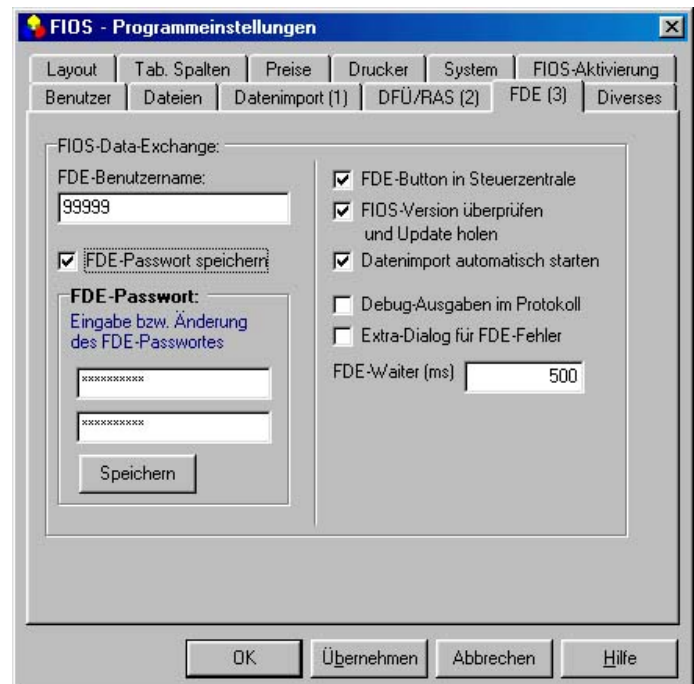 FIOS - Programmeinstellungen
Layout Tab. Spalten Preise Drucker System FIOS-Aktivierung
Benutzer Dateien Datenimport (1) DFÜ/RAS (2) FDE (3) Diverses
FIOS-Data-Exchange:
FDE-Benutzername:
99999
FDE-Passwort speichern
FDE-Passwort:
Eingabe bzw. Änderung
des FDE-Passwortes
**********
**********
Speichern
FDE-Button in Steuerzentrale
FIOS-Version überprüfen
und Update holen
Datenimport automatisch starten
Debug-Ausgaben im Protokoll
Extra-Dialog für FDE-Fehler
FDE-Waiter (ms) 500
OK Übernehmen Abbrechen Hilfe